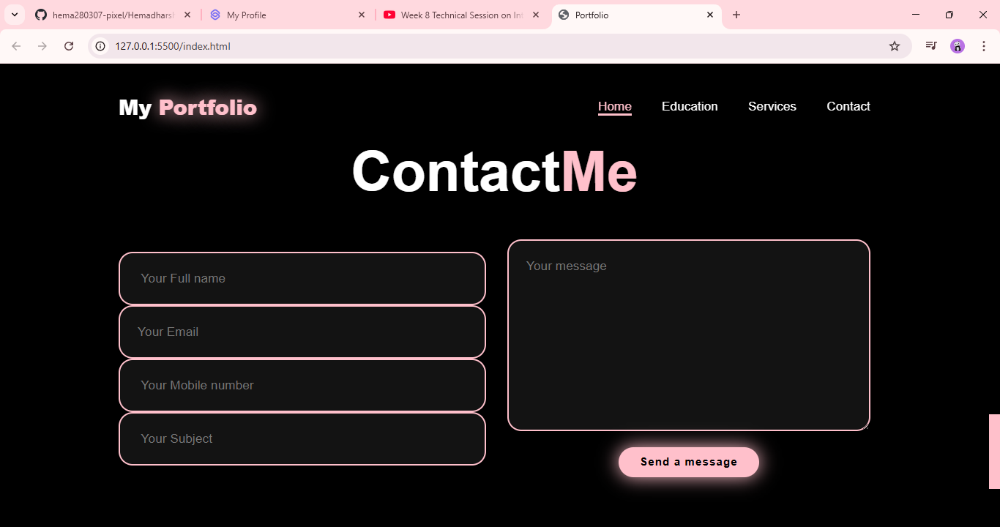 hema280307-pixel/Hemadharsh
My Profile
Week 8 Technical Session on Int
Portfolio
127.0.0.1:5500/index.html
My Portfolio
Home Education Services Contact
ContactMe
Your Full name
Your Email
Your Mobile number
Your Subject
Your message
Send a message